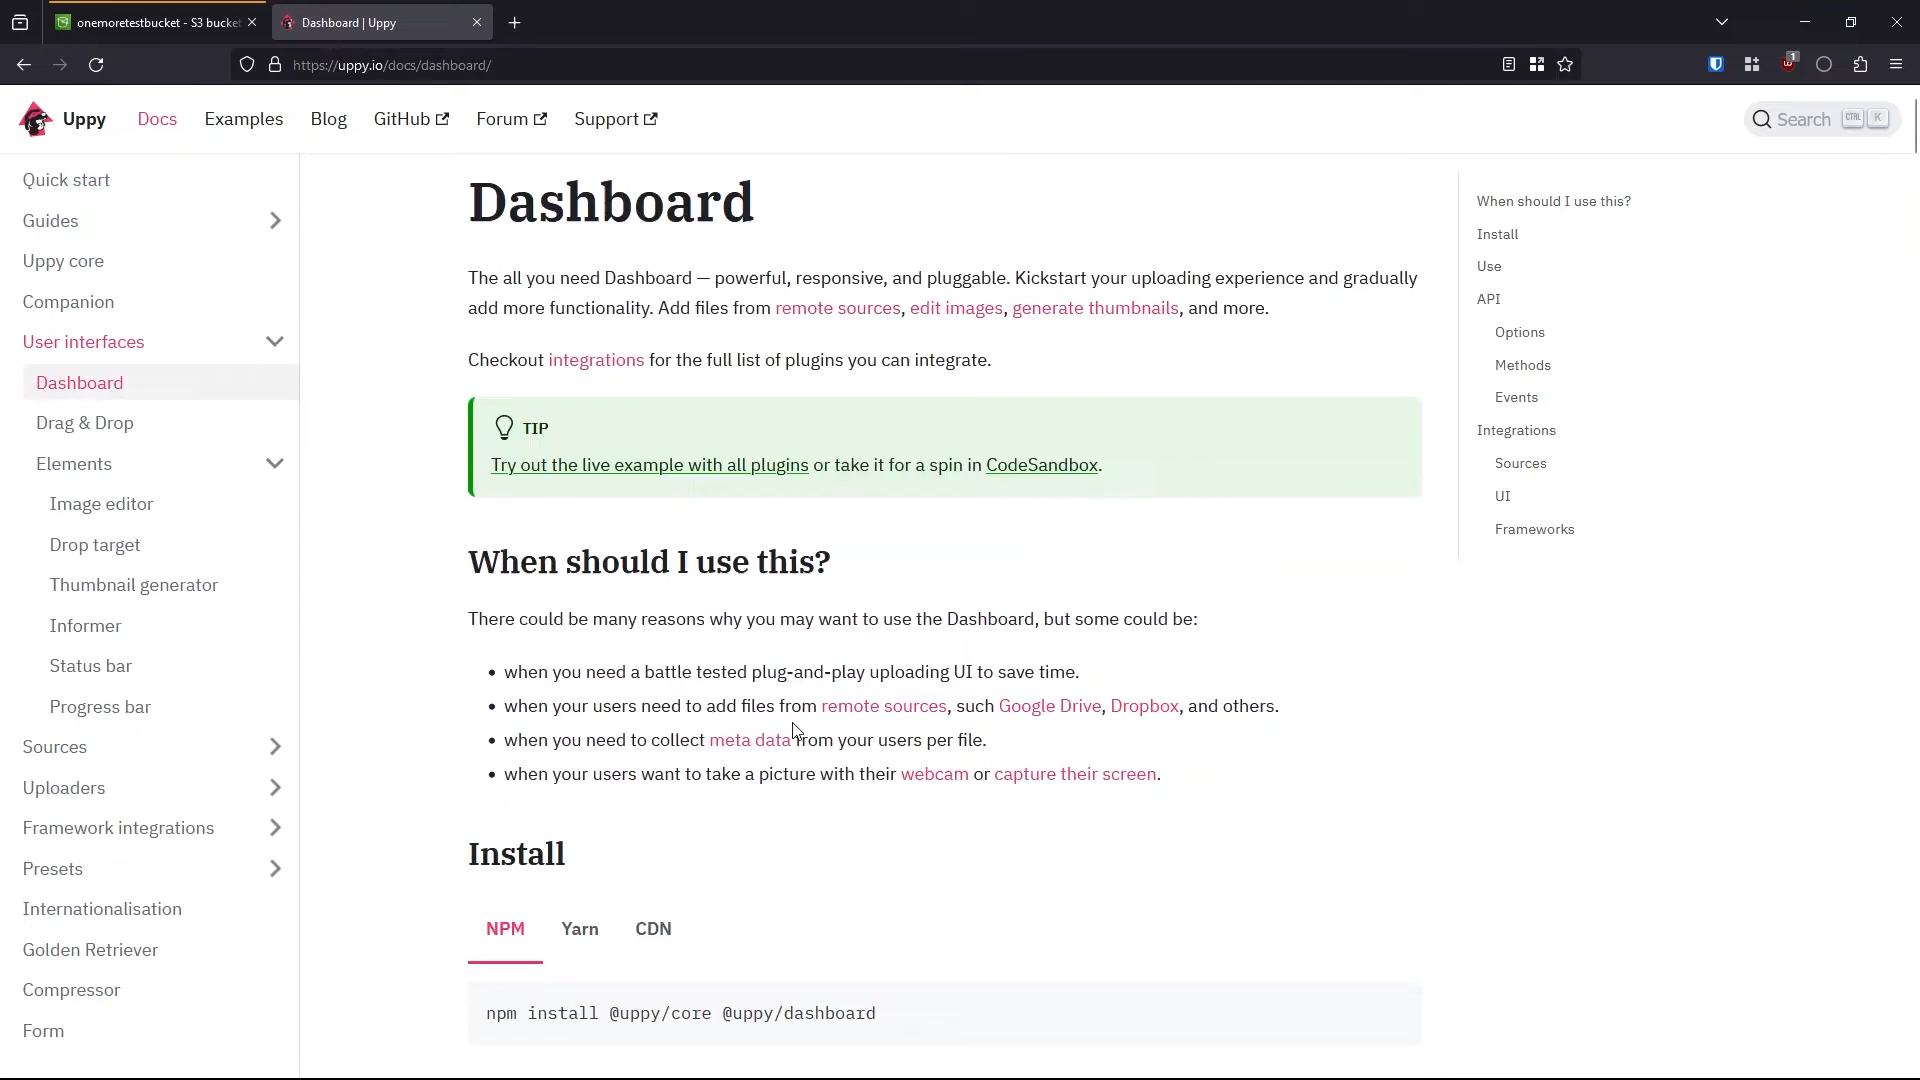 onemoretestbucket - S3 bucket
Dashboard | Uppy
https://uppy.io/docs/dashboard/
1
Uppy
Docs
Examples
Blog
GitHub
Forum
Support
Search
CTRL
K
Quick start
Guides
Uppy core
Companion
User interfaces
Dashboard
Drag & Drop
Elements
Image editor
Drop target
Thumbnail generator
Informer
Status bar
Progress bar
Sources
Uploaders
Framework integrations
Presets
Internationalisation
Golden Retriever
Compressor
Form
Dashboard
The all you need Dashboard — powerful, responsive, and pluggable. Kickstart your uploading experience and gradually
add more functionality. Add files from remote sources, edit images, generate thumbnails, and more.
Checkout integrations for the full list of plugins you can integrate.
TIP
Try out the live example with all plugins or take it for a spin in CodeSandbox.
When should I use this?
There could be many reasons why you may want to use the Dashboard, but some could be:
• when you need a battle tested plug-and-play uploading UI to save time.
• when your users need to add files from remote sources, such Google Drive, Dropbox, and others.
• when you need to collect meta data from your users per file.
• when your users want to take a picture with their webcam or capture their screen.
Install
NPM
Yarn
CDN
npm install @uppy/core @uppy/dashboard
When should I use this?
Install
Use
API
Options
Methods
Events
Integrations
Sources
UI
Frameworks